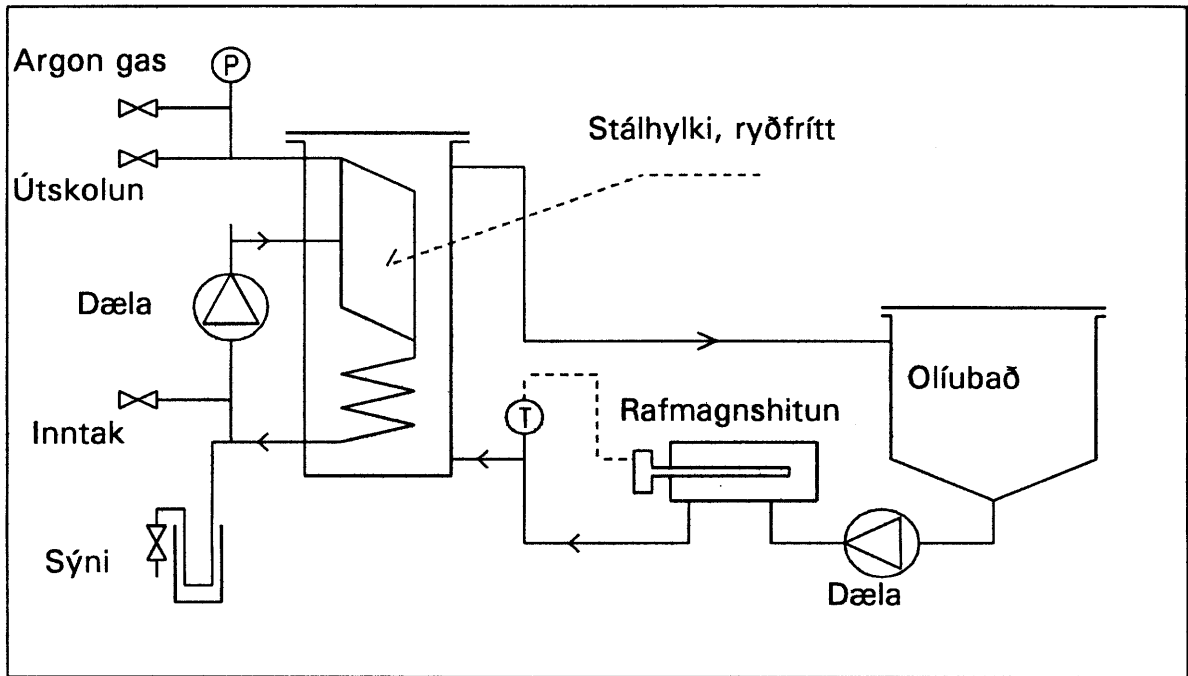 Argon gas
P
Stálhylki, ryðfrítt
Útskolun
Dæla
Olíubað
T
Rafmagnshitun
Inntak
Sýni
Dæla